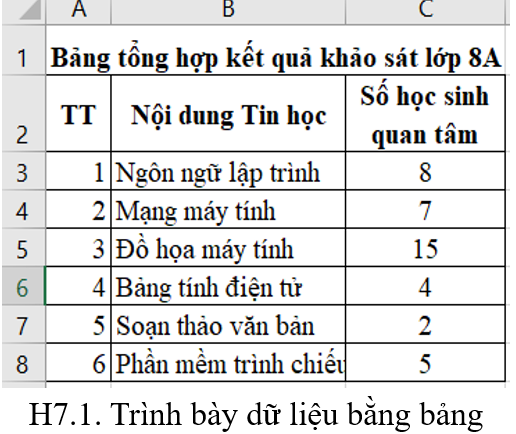 A B C
1 Bảng tổng hợp kết quả khảo sát lớp 8A
2 TT Nội dung Tin học Số học sinh
quan tâm
3 1 Ngôn ngữ lập trình 8
4 2 Mạng máy tính 7
5 3 Đồ họa máy tính 15
6 4 Bảng tính điện tử 4
7 5 Soạn thảo văn bản 2
8 6 Phần mềm trình chiếu 5
H7.1. Trình bày dữ liệu bằng bảng